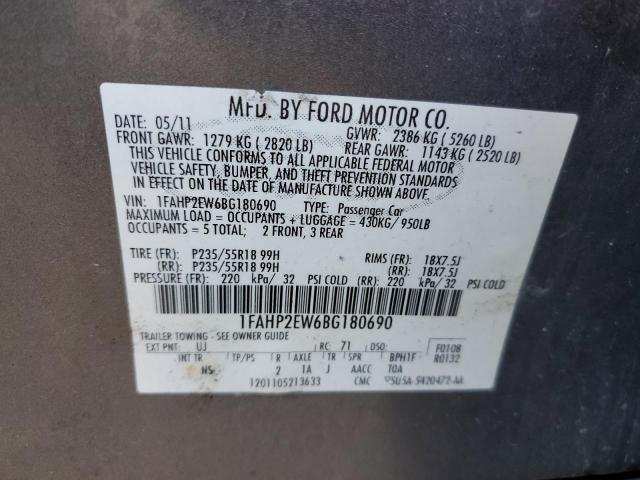 MFD. BY FORD MOTOR CO.
DATE: 05/11 GVWR: 2386 KG ( 5260 LB)
FRONT GAWR: 1279 KG ( 2820 LB) REAR GAWR: 1143 KG ( 2520 LB)
THIS VEHICLE CONFORMS TO ALL APPLICABLE FEDERAL MOTOR
VEHICLE SAFETY, BUMPER, AND THEFT PREVENTION STANDARDS
IN EFFECT ON THE DATE OF MANUFACTURE SHOWN ABOVE.
VIN: 1FAHP2EW6BG180690 TYPE: Passenger Car
MAXIMUM LOAD = OCCUPANTS + LUGGAGE = 430KG/ 950LB
OCCUPANTS = 5 TOTAL; 2 FRONT, 3 REAR
TIRE (FR): P235/55R18 99H RIMS (FR): 18X7.5J
(RR): P235/55R18 99H (RR): 18X7.5J
PRESSURE (FR): 220 kPa/ 32 PSI COLD (RR): 220 kPa/ 32 PSI COLD
1FAHP2EW6BG180690
TRAILER TOWING - SEE OWNER GUIDE
EXT PNT: UJ RC: 71 DSO: F0108
INT TR TP/PS R AXLE TR SPR BPH1F R0132
NS 2 1A J AACC TOA
1201105213633 CMC 5U5A-5420472-AA